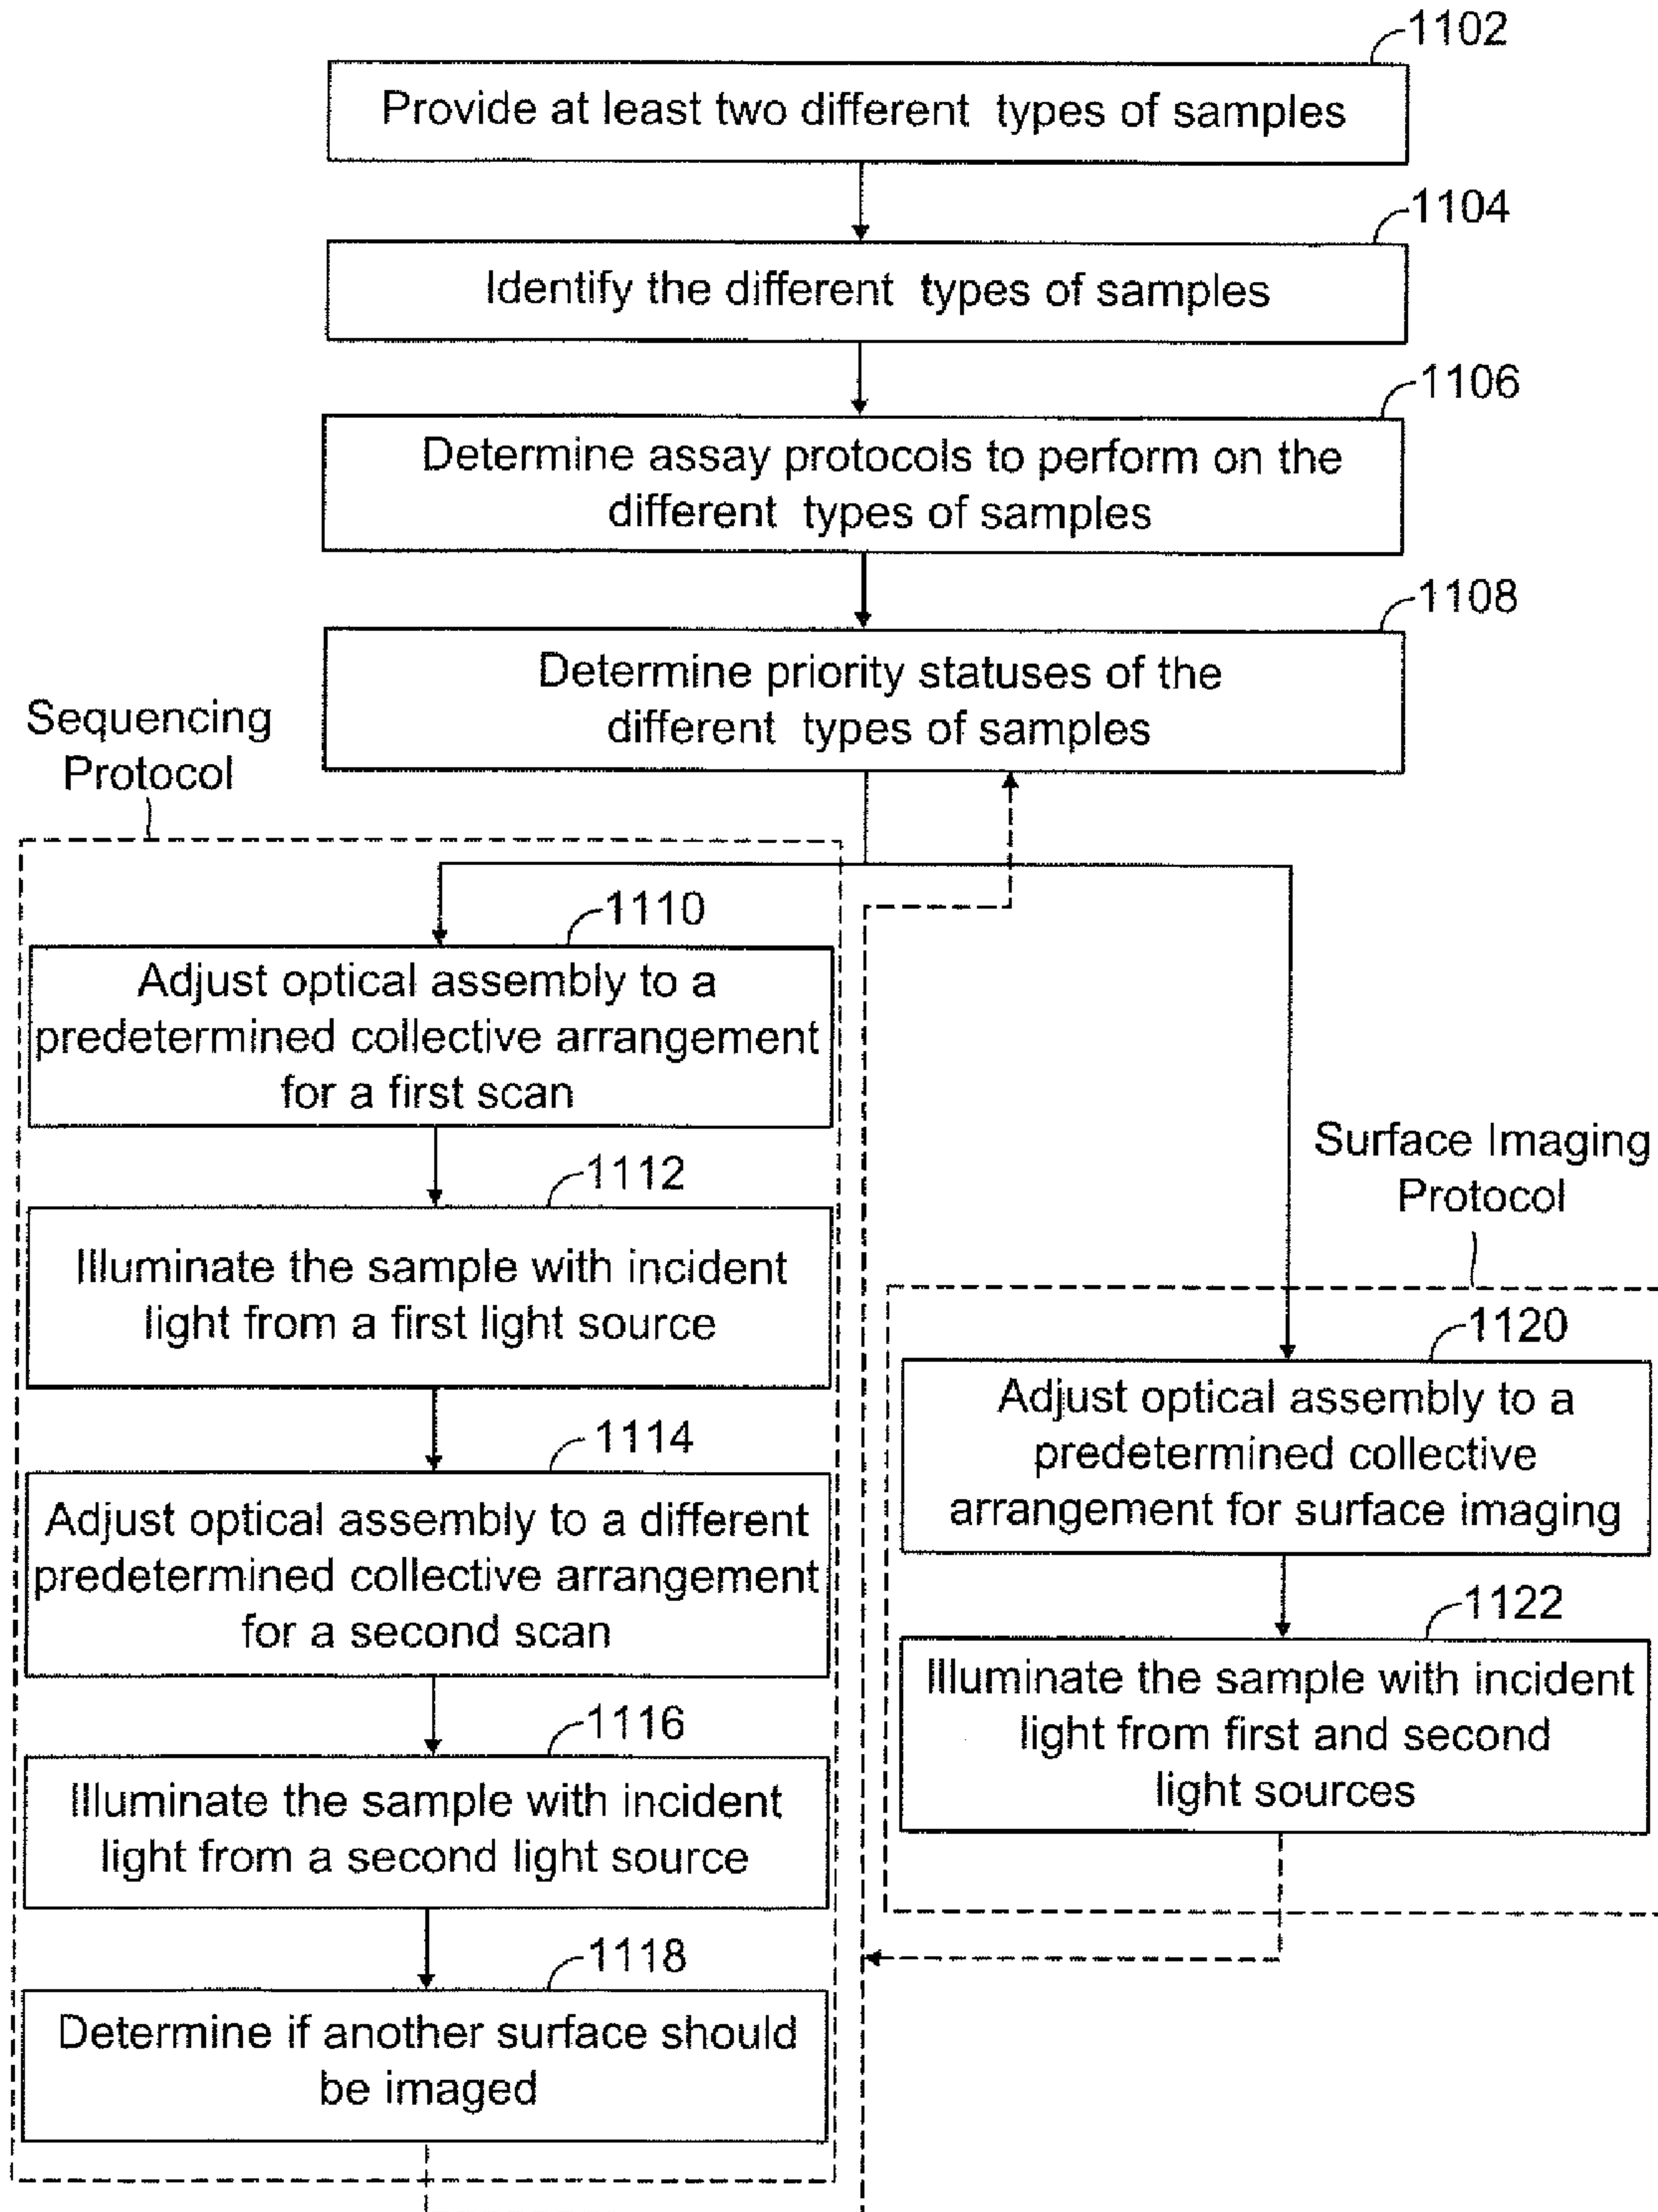 1102
Provide at least two different types of samples
1104
Identify the different types of samples
1106
Determine assay protocols to perform on the
different types of samples
1108
Determine priority statuses of the
different types of samples
Sequencing
Protocol
1110
Adjust optical assembly to a
predetermined collective arrangement
for a first scan
1112
Illuminate the sample with incident
light from a first light source
1114
Adjust optical assembly to a different
predetermined collective arrangement
for a second scan
1116
Illuminate the sample with incident
light from a second light source
1118
Determine if another surface should
be imaged
Surface Imaging
Protocol
1120
Adjust optical assembly to a
predetermined collective
arrangement for surface imaging
1122
Illuminate the sample with incident
light from first and second
light sources